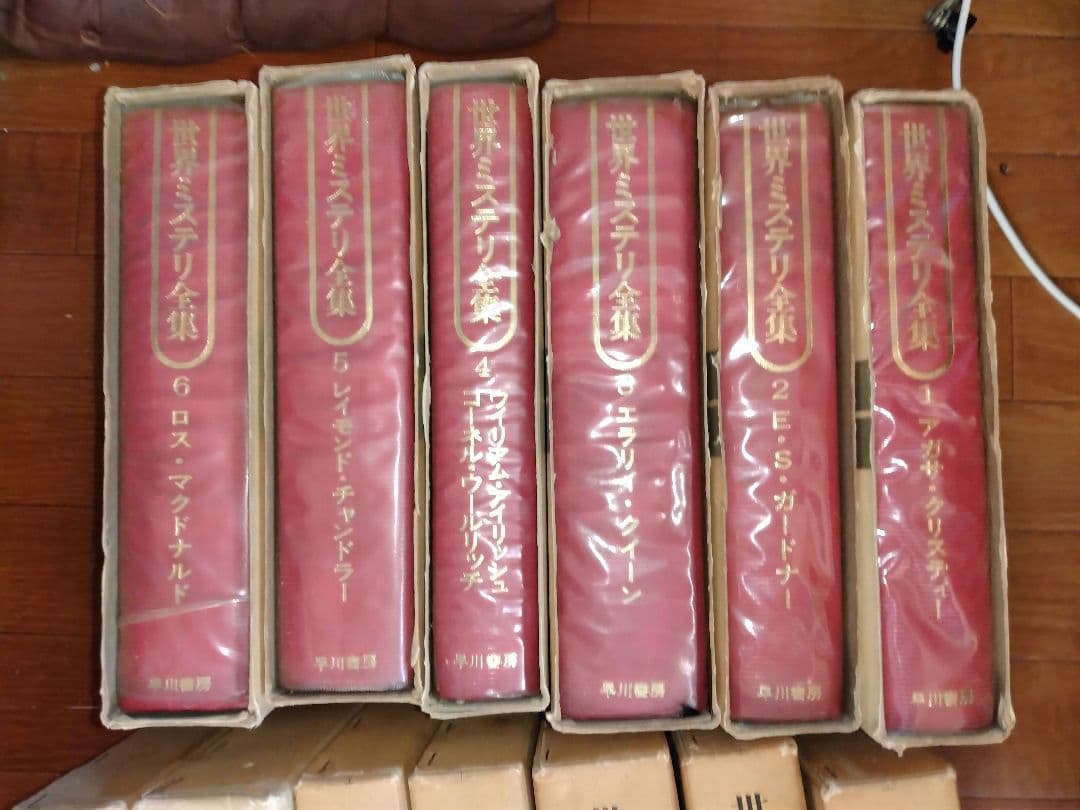 世界ミステリ全集
6 ロス・マクドナルド
早川書房
世界ミステリ全集
5 レイモンド・チャンドラー
早川書房
世界ミステリ全集
4 ウイリアム・アイリッシュ
コーネル・ウールリッチ
早川書房
世界ミステリ全集
3 エラリイ・クイーン
早川書房
世界ミステリ全集
2 E・S・ガードナー
早川書房
世界ミステリ全集
1 アガサ・クリスティー
早川書房
世
世